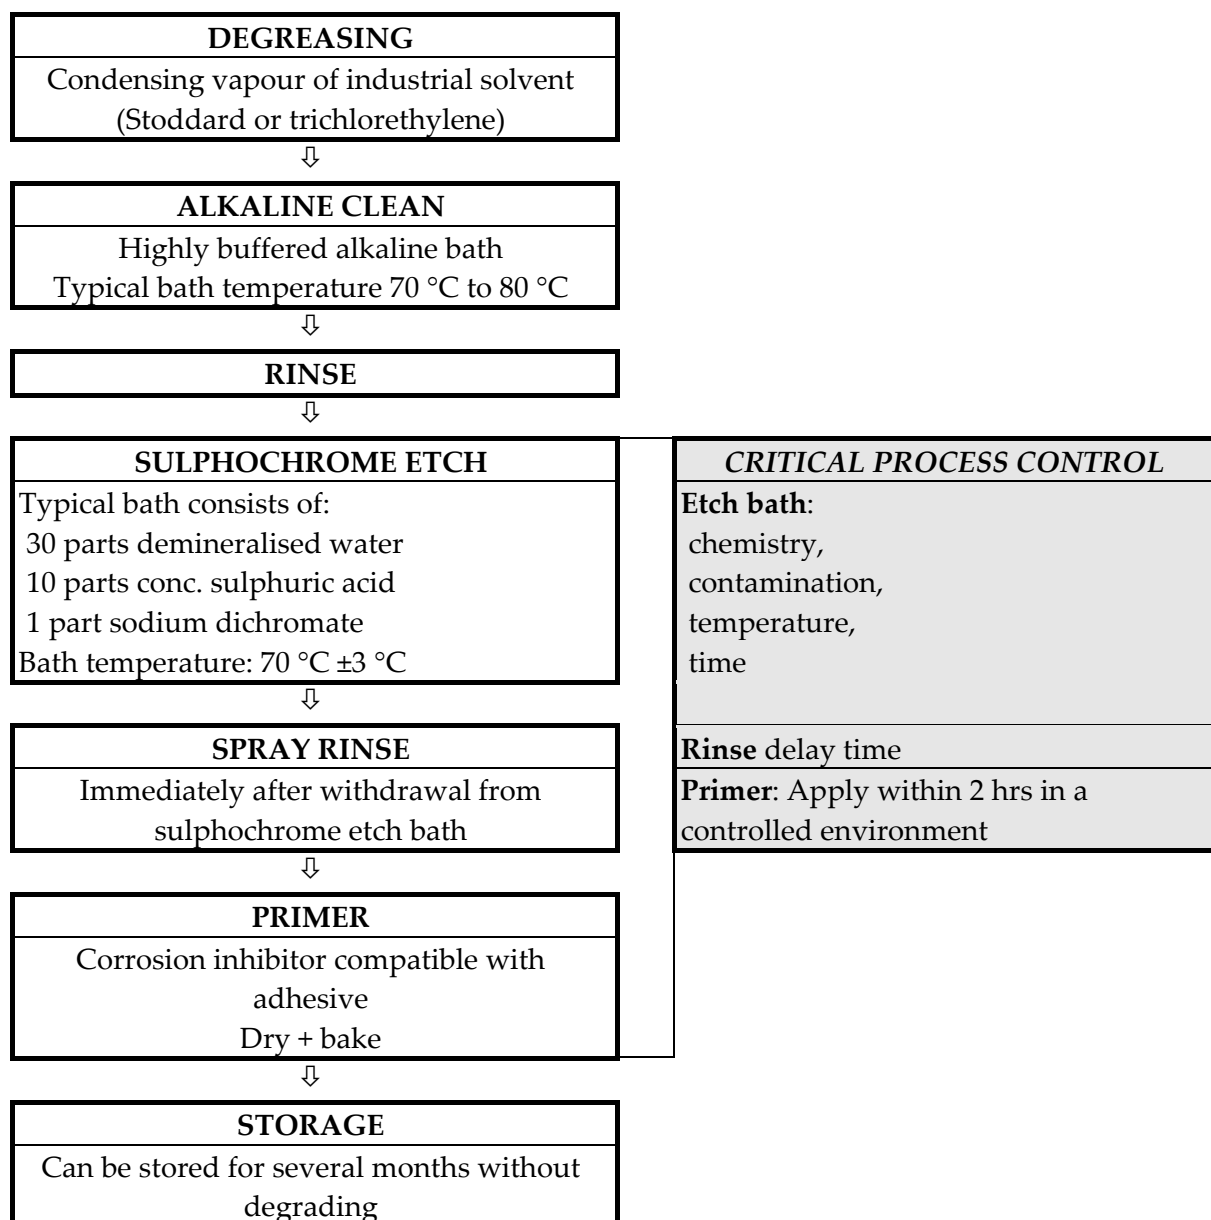 DEGREASING
Condensing vapour of industrial solvent
(Stoddard or trichlorethylene)
⇩
ALKALINE CLEAN
Highly buffered alkaline bath
Typical bath temperature 70 °C to 80 °C
⇩
RINSE
⇩
SULPHOCHROME ETCH
Typical bath consists of:
30 parts demineralised water
10 parts conc. sulphuric acid
1 part sodium dichromate
Bath temperature: 70 °C ±3 °C
⇩
SPRAY RINSE
Immediately after withdrawal from
sulphochrome etch bath
⇩
PRIMER
Corrosion inhibitor compatible with
adhesive
Dry + bake
⇩
STORAGE
Can be stored for several months without
degrading
CRITICAL PROCESS CONTROL
Etch bath:
chemistry,
contamination,
temperature,
time
Rinse delay time
Primer: Apply within 2 hrs in a
controlled environment